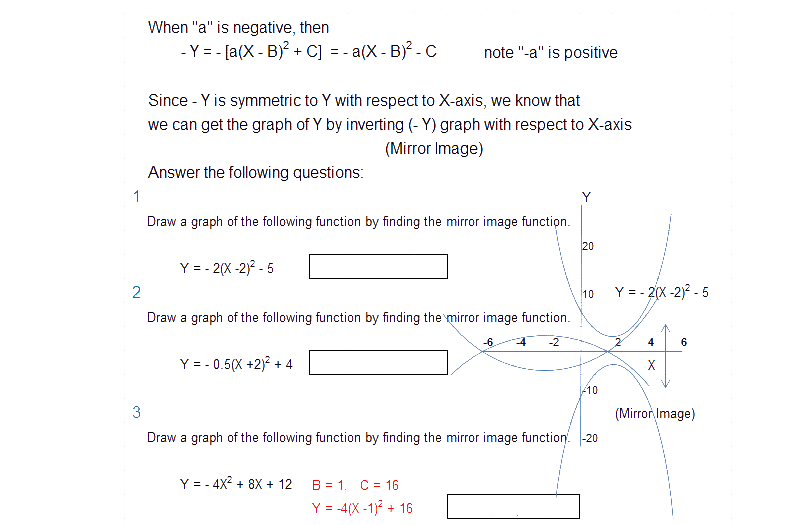 When "a" is negative, then
- Y = - [a(X - B)² + C] = - a(X - B)² - C note "-a" is positive
Since - Y is symmetric to Y with respect to X-axis, we know that
we can get the graph of Y by inverting (- Y) graph with respect to X-axis
(Mirror Image)
Answer the following questions:
1
Y
Draw a graph of the following function by finding the mirror image function.
20
Y = - 2(X -2)² - 5
2
10
Y = - 2(X -2)² - 5
Draw a graph of the following function by finding the mirror image function.
-6 -4 -2 2 4 6
Y = - 0.5(X +2)² + 4
X
-10
3
(Mirror Image)
Draw a graph of the following function by finding the mirror image function.
-20
Y = - 4X² + 8X + 12 B = 1. C = 16
Y = -4(X -1)² + 16